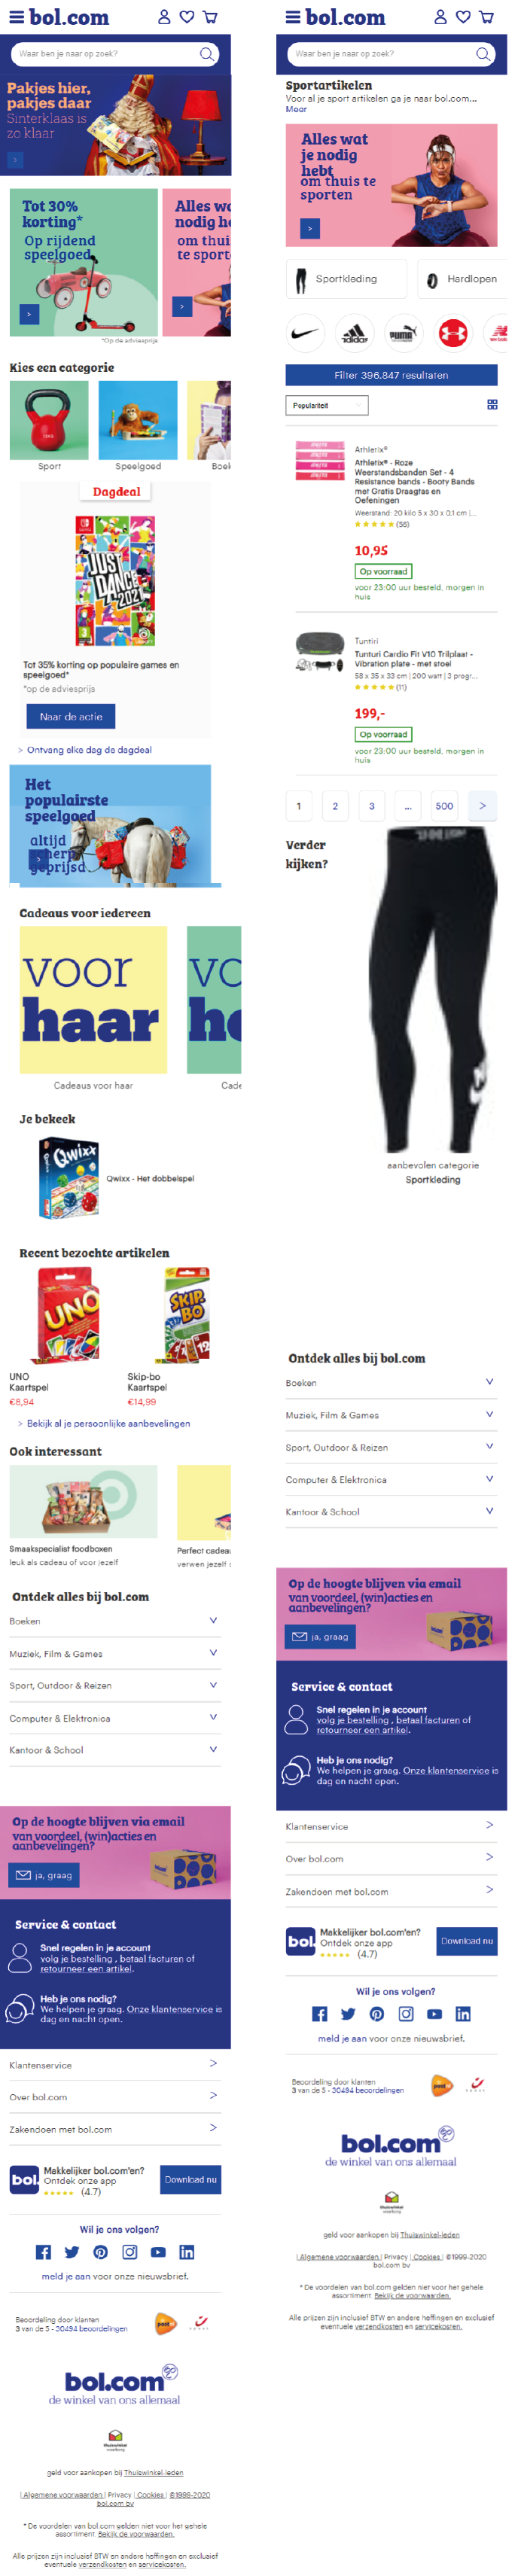 bol.com
Waar ben je naar op zoek?
Pakjes hier,
pakjes daar
Sinterklaas is
zo klaar
Tot 30%
korting*
Op rijdend
speelgoed
Alles wa
nodig he
om thui
te sport
*Op de adviesprijs
Kies een categorie
Sport
Speelgoed
Boek
Dagdeal
JUST
DANCE
2021
Tot 35% korting op populaire games en
speelgoed*
*op de adviesprijs
Naar de actie
> Ontvang elke dag de dagdeal
Het
populairste
speelgoed
altijd
scherp
geprijsd
Cadeaus voor iedereen
voor
haar
vo
he
Cadeaus voor haar
Cade
Je bekeek
Qwixx
Qwixx - Het dobbelspel
Recent bezochte artikelen
UNO
SKIP
BO
UNO
Kaartspel
€8,94
Skip-bo
Kaartspel
€14,99
> Bekijk al je persoonlijke aanbevelingen
Ook interessant
Smaakspecialist foodboxen
leuk als cadeau of voor jezelf
Perfect cadeau
verwen jezelf
Ontdek alles bij bol.com
Boeken
Muziek, Film & Games
Sport, Outdoor & Reizen
Computer & Elektronica
Kantoor & School
Op de hoogte blijven via email
van voordeel, (win)acties en
aanbevelingen?
ja, graag
Service & contact
Snel regelen in je account
volg je bestelling , betaal facturen of
retourneer een artikel.
Heb je ons nodig?
We helpen je graag. Onze klantenservice is
dag en nacht open.
Klantenservice
Over bol.com
Zakendoen met bol.com
bol.
Makkelijker bol.com'en?
Ontdek onze app
(4.7)
Download nu
Wil je ons volgen?
meld je aan voor onze nieuwsbrief.
Beoordeling door klanten
3 van de 5 - 30494 beoordelingen
bol.com
de winkel van ons allemaal
geld voor aankopen bij Thuiswinkel-leden
| Algemene voorwaarden | Privacy | Cookies | ©1999-2020
bol.com bv
* De voordelen van bol.com gelden niet voor het gehele
assortiment. Bekijk de voorwaarden.
Alle prijzen zijn inclusief BTW en andere heffingen en exclusief
eventuele verzendkosten en servicekosten.
bol.com
Waar ben je naar op zoek?
Sportartikelen
Voor al je sport artikelen ga je naar bol.com...
Meer
Alles wat
je nodig
hebt
om thuis te
sporten
Sportkleding
Hardlopen
adidas
PUMA
Filter 396.847 resultaten
Populariteit
Athletix®
Athletix® - Roze
Weerstandsbanden Set - 4
Resistance bands - Booty Bands
met Gratis Draagtas en
Oefeningen
Weerstand: 20 kilo 5 x 30 x 0,1 cm |...
(56)
10,95
Op voorraad
voor 23:00 uur besteld, morgen in
huis
Tunturi
Tunturi Cardio Fit V10 Trilplaat -
Vibration plate - met stoel
58 x 35 x 33 cm | 200 watt | 3 progr...
(11)
199,-
Op voorraad
voor 23:00 uur besteld, morgen in
huis
1 2 3 ... 500 >
Verder
kijken?
aanbevolen categorie
Sportkleding
Ontdek alles bij bol.com
Boeken
Muziek, Film & Games
Sport, Outdoor & Reizen
Computer & Elektronica
Kantoor & School
Op de hoogte blijven via email
van voordeel, (win)acties en
aanbevelingen?
ja, graag
Service & contact
Snel regelen in je account
volg je bestelling , betaal facturen of
retourneer een artikel.
Heb je ons nodig?
We helpen je graag. Onze klantenservice is
dag en nacht open.
Klantenservice
Over bol.com
Zakendoen met bol.com
bol.
Makkelijker bol.com'en?
Ontdek onze app
(4.7)
Download nu
Wil je ons volgen?
meld je aan voor onze nieuwsbrief.
Beoordeling door klanten
3 van de 5 - 30494 beoordelingen
bol.com
de winkel van ons allemaal
geld voor aankopen bij Thuiswinkel-leden
| Algemene voorwaarden | Privacy | Cookies | ©1999-2020
bol.com bv
* De voordelen van bol.com gelden niet voor het gehele
assortiment. Bekijk de voorwaarden.
Alle prijzen zijn inclusief BTW en andere heffingen en exclusief
eventuele verzendkosten en servicekosten.